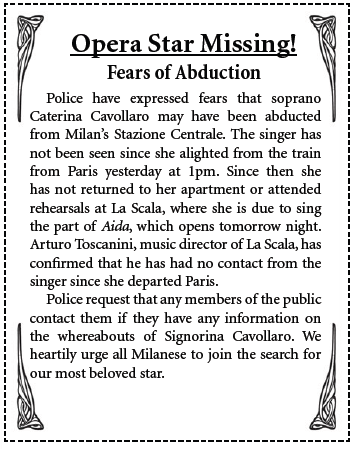 Opera Star Missing!
Fears of Abduction
Police have expressed fears that soprano
Caterina Cavollaro may have been abducted
from Milan's Stazione Centrale. The singer has
not been seen since she alighted from the train
from Paris yesterday at 1pm. Since then she
has not returned to her apartment or attended
rehearsals at La Scala, where she is due to sing
the part of Aida, which opens tomorrow night.
Arturo Toscanini, music director of La Scala, has
confirmed that he has had no contact from the
singer since she departed Paris.
Police request that any members of the public
contact them if they have any information on
the whereabouts of Signorina Cavollaro. We
heartily urge all Milanese to join the search for
our most beloved star.